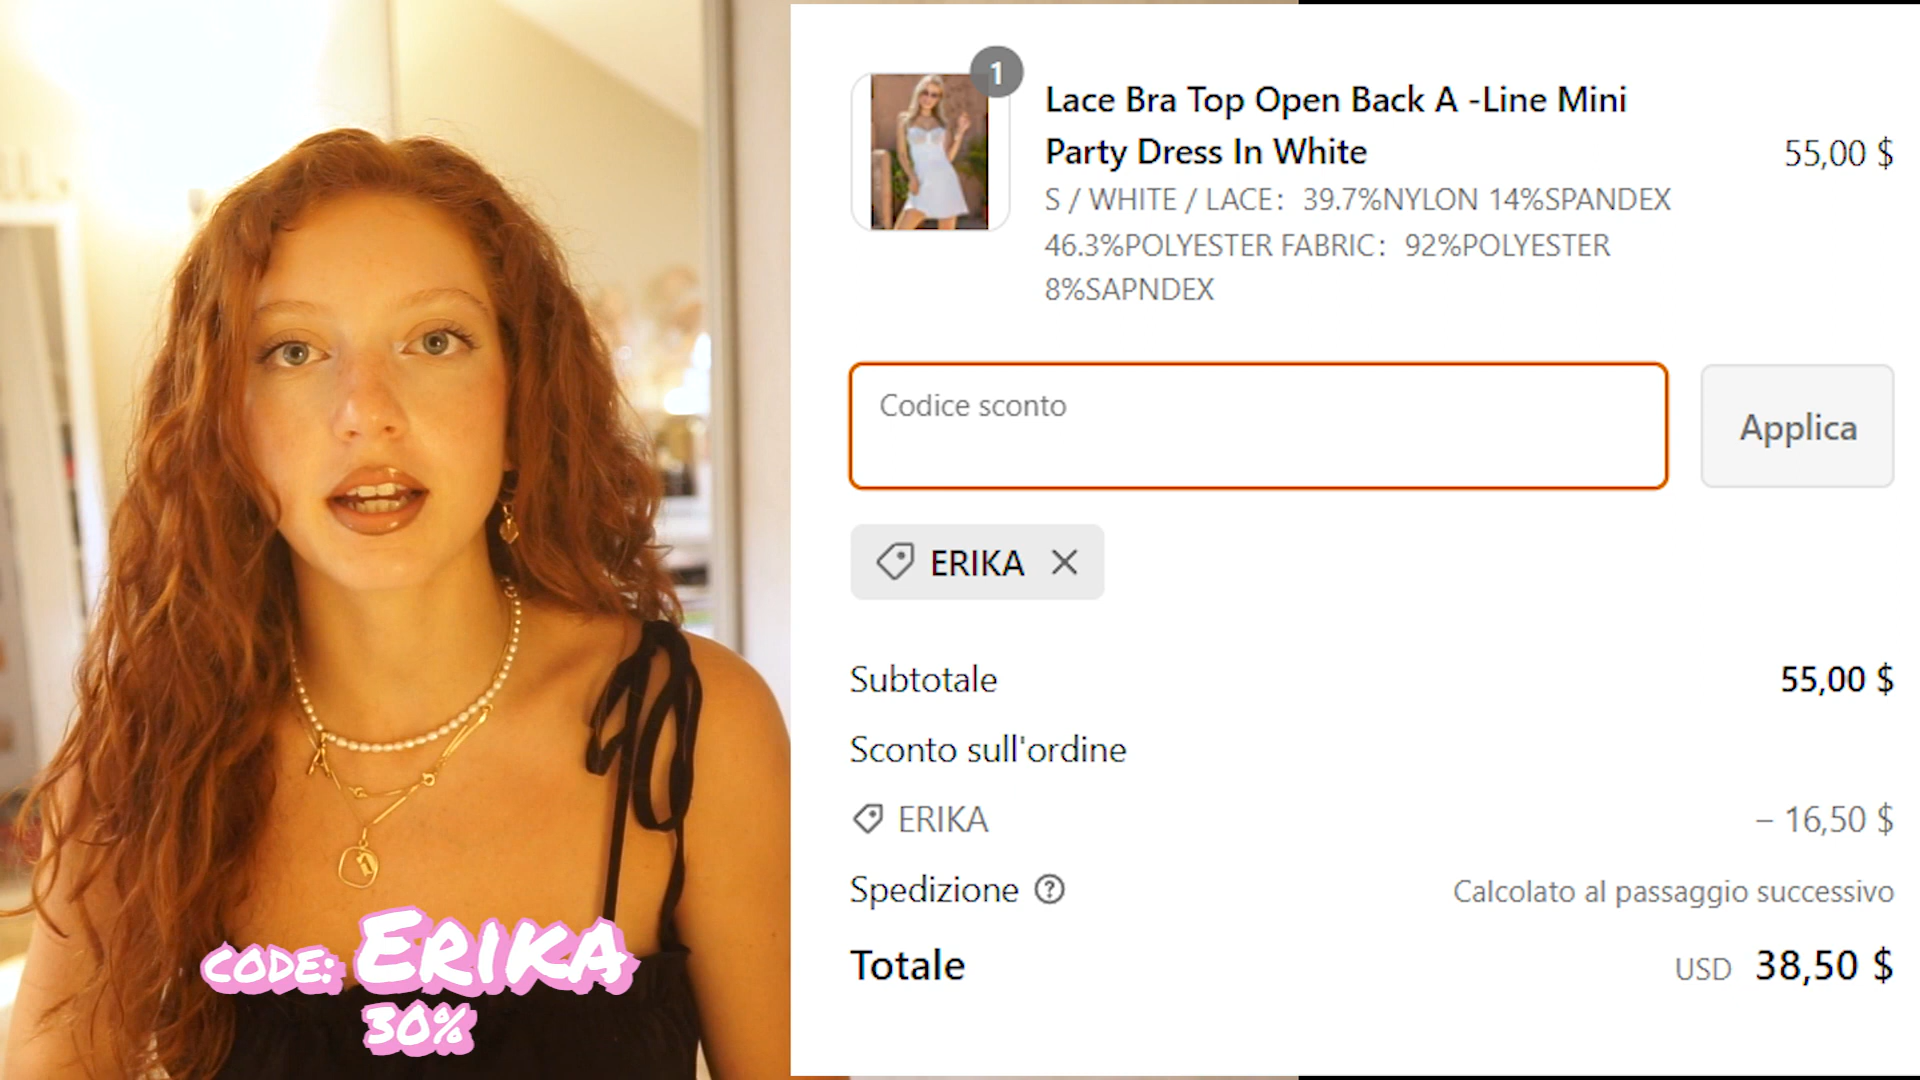 1
Lace Bra Top Open Back A -Line Mini
Party Dress In White
55,00 $
S / WHITE / LACE: 39.7%NYLON 14%SPANDEX
46.3%POLYESTER FABRIC: 92%POLYESTER
8%SAPNDEX
Codice sconto
Applica
ERIKA
Subtotale 55,00 $
Sconto sull'ordine
ERIKA – 16,50 $
Spedizione Calcolato al passaggio successivo
Totale USD 38,50 $
CODE: ERIKA
30%